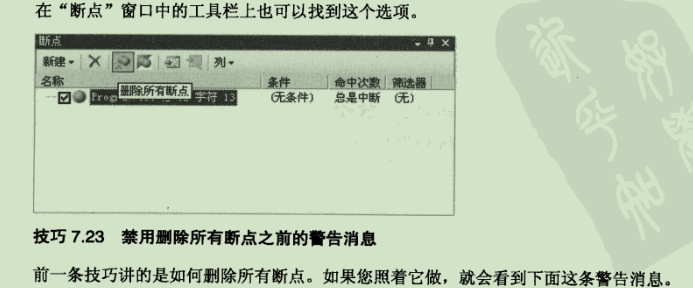 在“断点”窗口中的工具栏上也可以找到这个选项。
断点
新建 列
名称 条件 命中次数 筛选器
字符 13 (无条件) 总是中断 (无)
删除所有断点
技巧 7.23 禁用删除所有断点之前的警告消息
前一条技巧讲的是如何删除所有断点。如果您照着它做，就会看到下面这条警告消息。